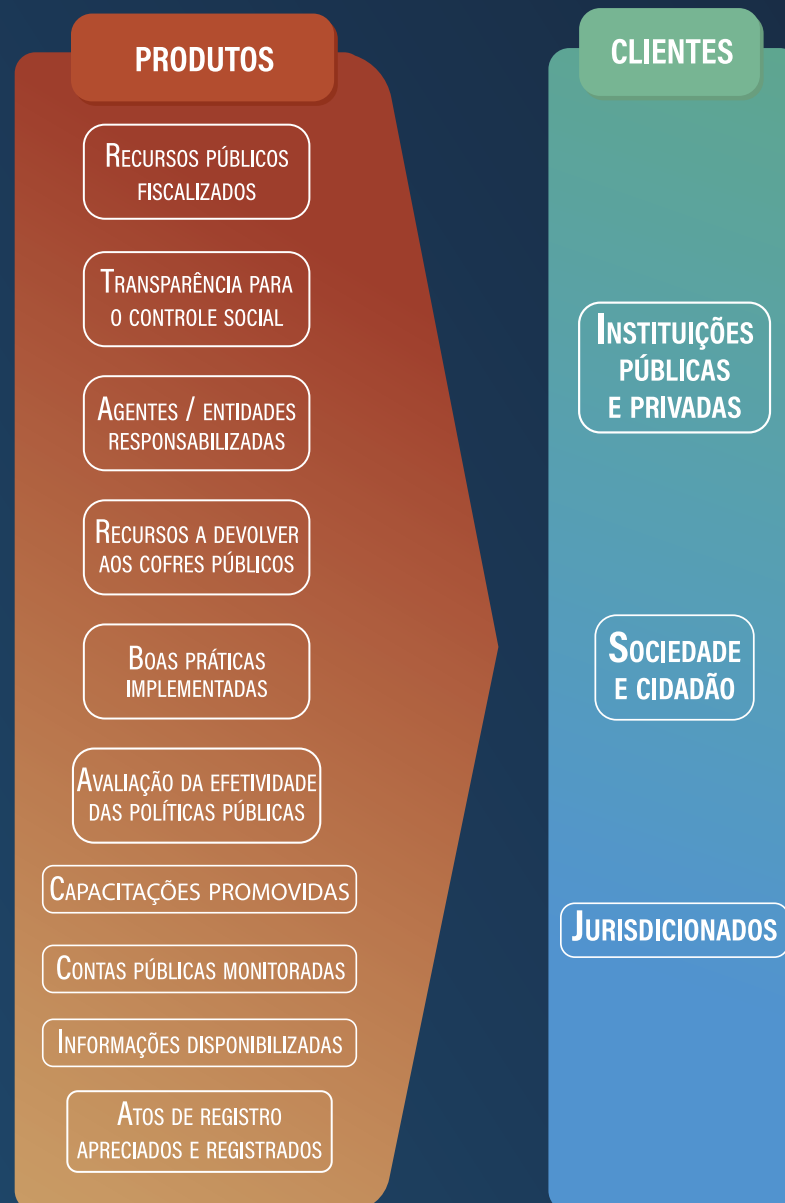 PRODUTOS
RECURSOS PÚBLICOS
FISCALIZADOS
TRANSPARÊNCIA PARA
O CONTROLE SOCIAL
AGENTES / ENTIDADES
RESPONSABILIZADAS
RECURSOS A DEVOLVER
AOS COFRES PÚBLICOS
BOAS PRÁTICAS
IMPLEMENTADAS
AVALIAÇÃO DA EFETIVIDADE
DAS POLÍTICAS PÚBLICAS
CAPACITAÇÕES PROMOVIDAS
CONTAS PÚBLICAS MONITORADAS
INFORMAÇÕES DISPONIBILIZADAS
ATOS DE REGISTRO
APRECIADOS E REGISTRADOS
CLIENTES
INSTITUIÇÕES
PÚBLICAS
E PRIVADAS
SOCIEDADE
E CIDADÃO
JURISDICIONADOS